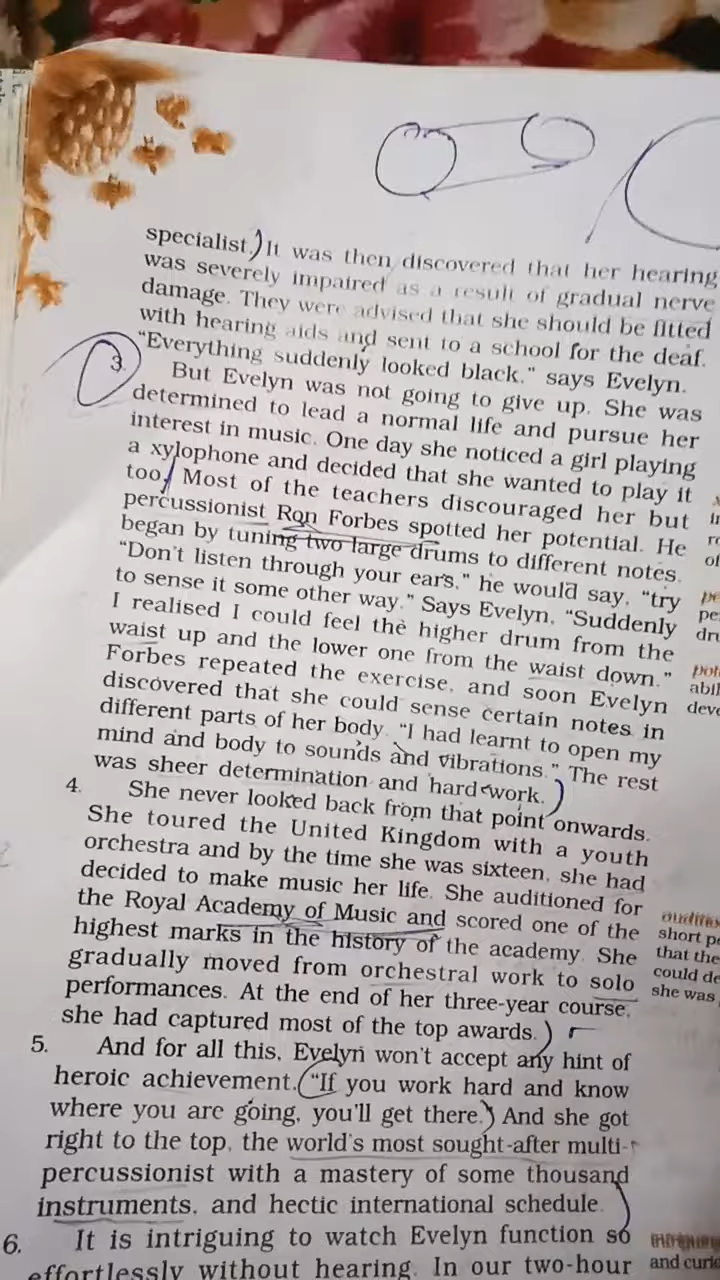 specialist. It was then discovered that her hearing
was severely impaired as a result of gradual nerve
damage. They were advised that she should be fitted
with hearing aids and sent to a school for the deaf.
“Everything suddenly looked black,” says Evelyn.
3. But Evelyn was not going to give up. She was
determined to lead a normal life and pursue her
interest in music. One day she noticed a girl playing
a xylophone and decided that she wanted to play it
too. Most of the teachers discouraged her but
percussionist Ron Forbes spotted her potential. He
began by tuning two large drums to different notes.
“Don't listen through your ears,” he would say, “try
to sense it some other way.” Says Evelyn, “Suddenly
I realised I could feel the higher drum from the
waist up and the lower one from the waist down.”
Forbes repeated the exercise, and soon Evelyn
discovered that she could sense certain notes in
different parts of her body. “I had learnt to open my
mind and body to sounds and vibrations.” The rest
was sheer determination and hard work.
4. She never looked back from that point onwards.
She toured the United Kingdom with a youth
orchestra and by the time she was sixteen, she had
decided to make music her life. She auditioned for
the Royal Academy of Music and scored one of the
highest marks in the history of the academy. She
gradually moved from orchestral work to solo
performances. At the end of her three-year course,
she had captured most of the top awards.
5. And for all this, Evelyn won't accept any hint of
heroic achievement. “If you work hard and know
where you are going, you'll get there.” And she got
right to the top, the world's most sought-after multi-
percussionist with a mastery of some thousand
instruments, and hectic international schedule.
6. It is intriguing to watch Evelyn function so
effortlessly without hearing. In our two-hour
short
that the
could
she was
and